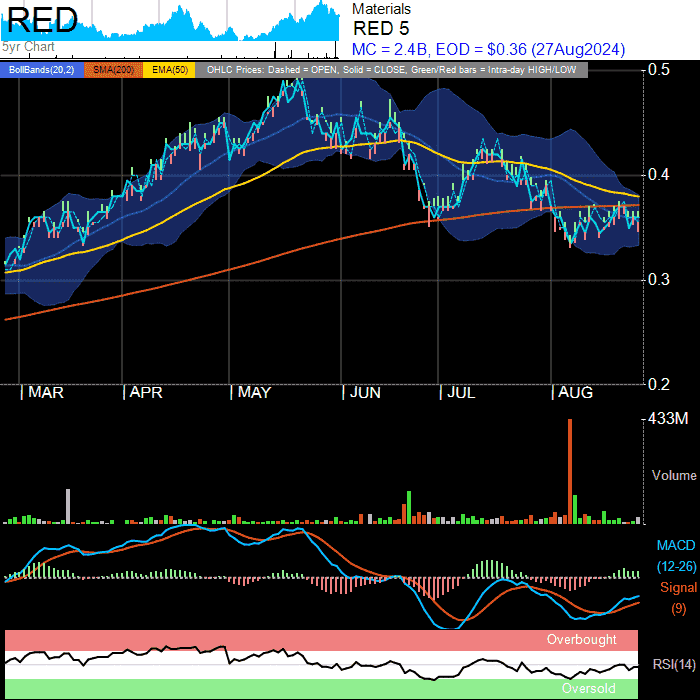 RED
5yr Chart
Materials
RED 5
MC = 2.4B, EOD = $0.36 (27Aug2024)
BollBands(20,2) SMA(200) EMA(50) OHLC Prices: Dashed = OPEN, Solid = CLOSE, Green/Red bars = Intra-day HIGH/LOW
0.5
0.4
0.3
0.2
MAR APR MAY JUN JUL AUG
433M
Volume
MACD
(12-26)
Signal
(9)
Overbought
RSI(14)
Oversold